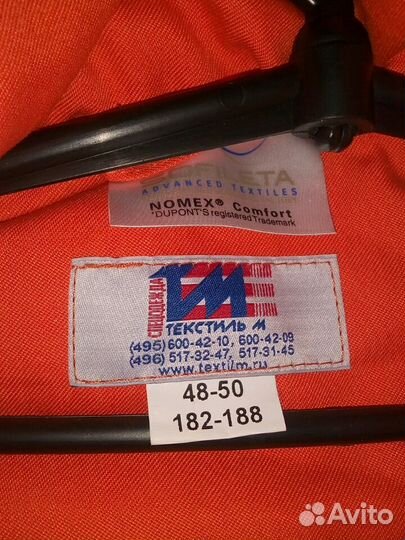 ADVANCED TEXTILES
NOMEX® Comfort
*DUPONT'S registered Trademark
СПЕЦОДЕЖДА
ТМ
ТЕКСТИЛЬ М
(495) 600-42-10, 600-42-09
(496) 517-32-47, 517-31-45
www.textilm.ru
48-50
182-188
Avito